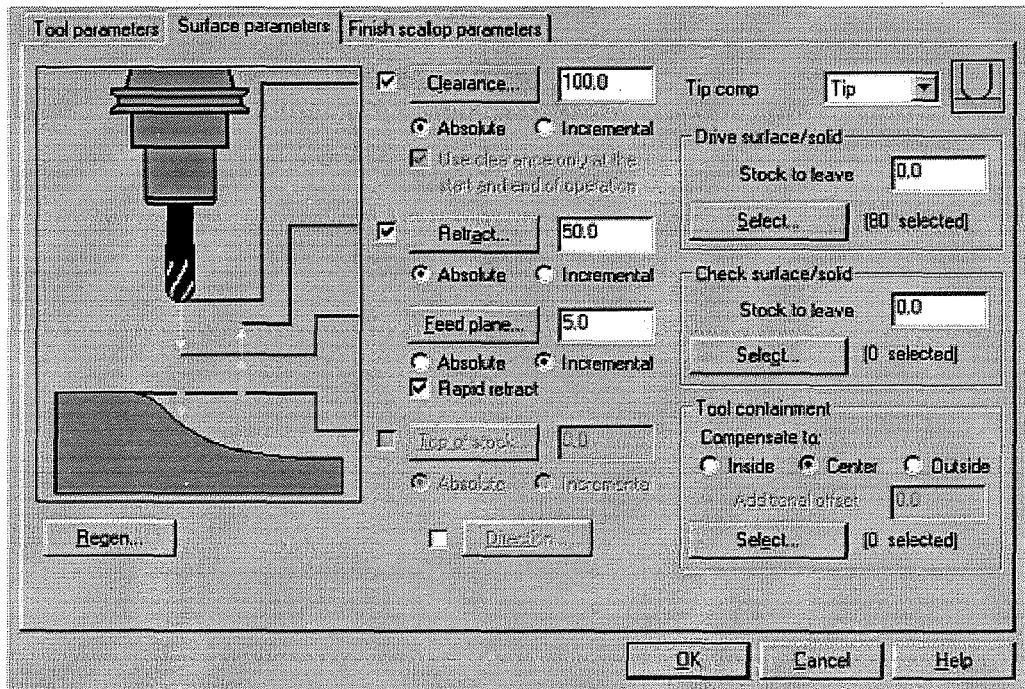 Tool parameters
Surface parameters
Finish scallop parameters
Clearance...
100.0
Absolute
Incremental
Use clearance only at the
start and end of operation
Retract...
50.0
Absolute
Incremental
Feed plane...
5.0
Absolute
Incremental
Rapid retract
Top of stock...
0.0
Absolute
Incremental
Direction...
Regen...
Tip comp
Tip
Drive surface/solid
Stock to leave
0.0
Select...
(80 selected)
Check surface/solid
Stock to leave
0.0
Select...
(0 selected)
Tool containment
Compensate to:
Inside
Center
Outside
Additional offset
0.0
Select...
(0 selected)
OK
Cancel
Help